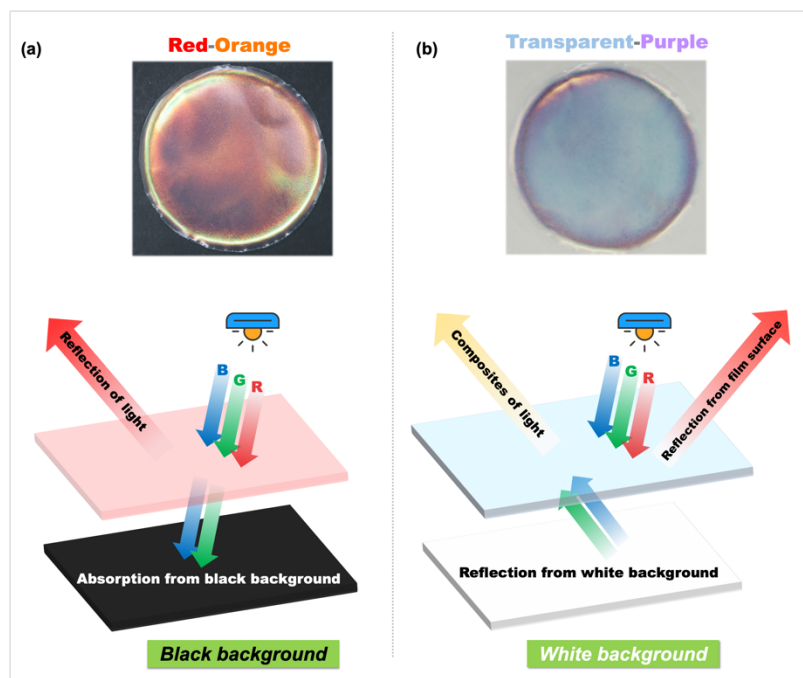 (a)
Red-Orange
Reflection of light
B
G
R
Absorption from black background
Black background
(b)
Transparent-Purple
Composites of light
B
G
R
Reflection from film surface
Reflection from white background
White background